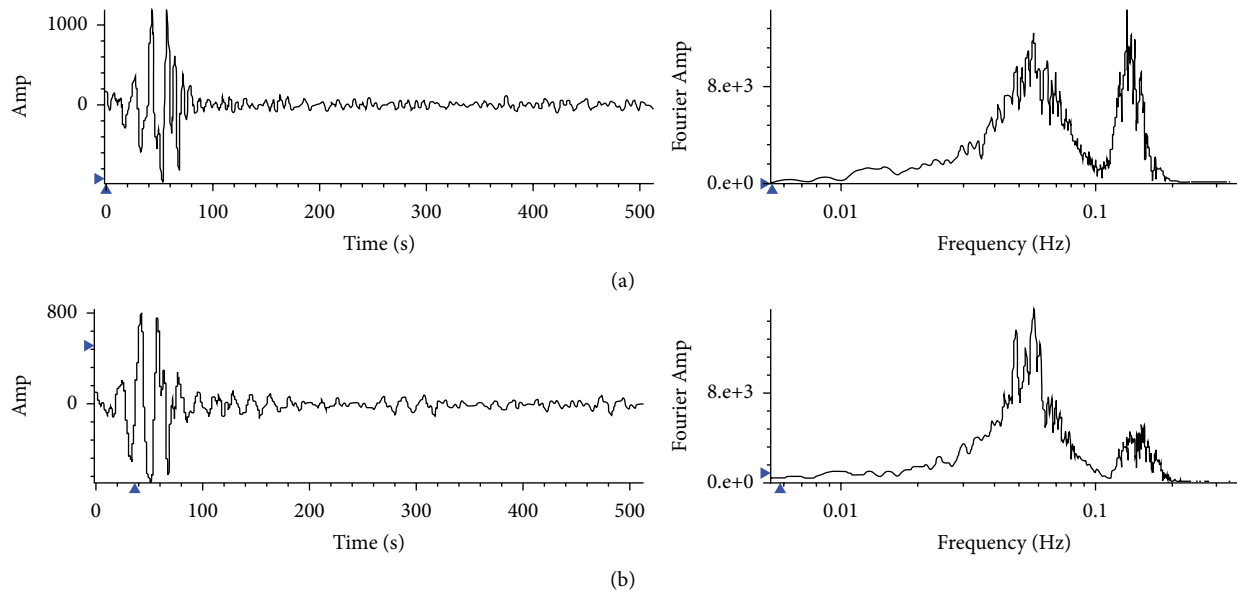 1000
0
Amp
0 100 200 300 400 500
Time (s)
8.e+3
0.e+0
Fourier Amp
0.01 0.1
Frequency (Hz)
(a)
800
0
Amp
0 100 200 300 400 500
Time (s)
8.e+3
0.e+0
Fourier Amp
0.01 0.1
Frequency (Hz)
(b)